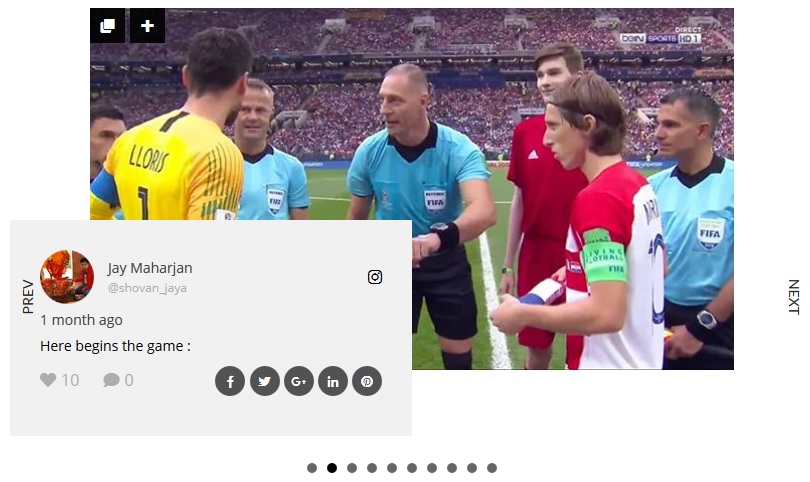 DIRECT
beIN SPORTS HD 1
LLORIS
1
FIFA
FIFA
FIFA
LIVING
FOOTBALL
FIFA
PREV
NEXT
Jay Maharjan
@shovan_jaya
1 month ago
Here begins the game :
10
0